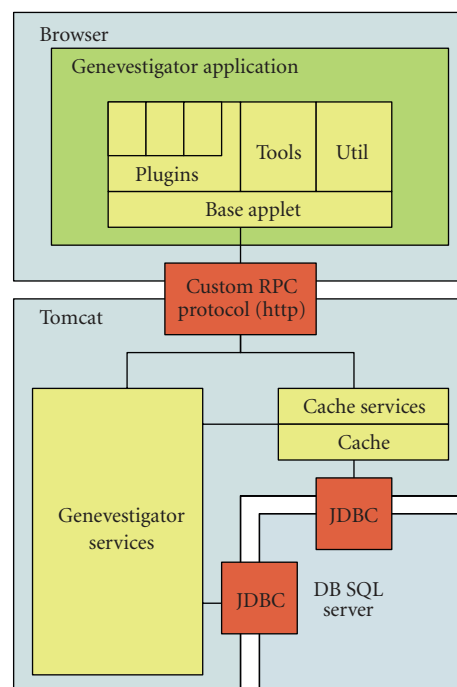 Browser
Genevestigator application
Tools
Util
Plugins
Base applet
Custom RPC
protocol (http)
Tomcat
Cache services
Cache
Genevestigator
services
JDBC
JDBC
DB SQL
server